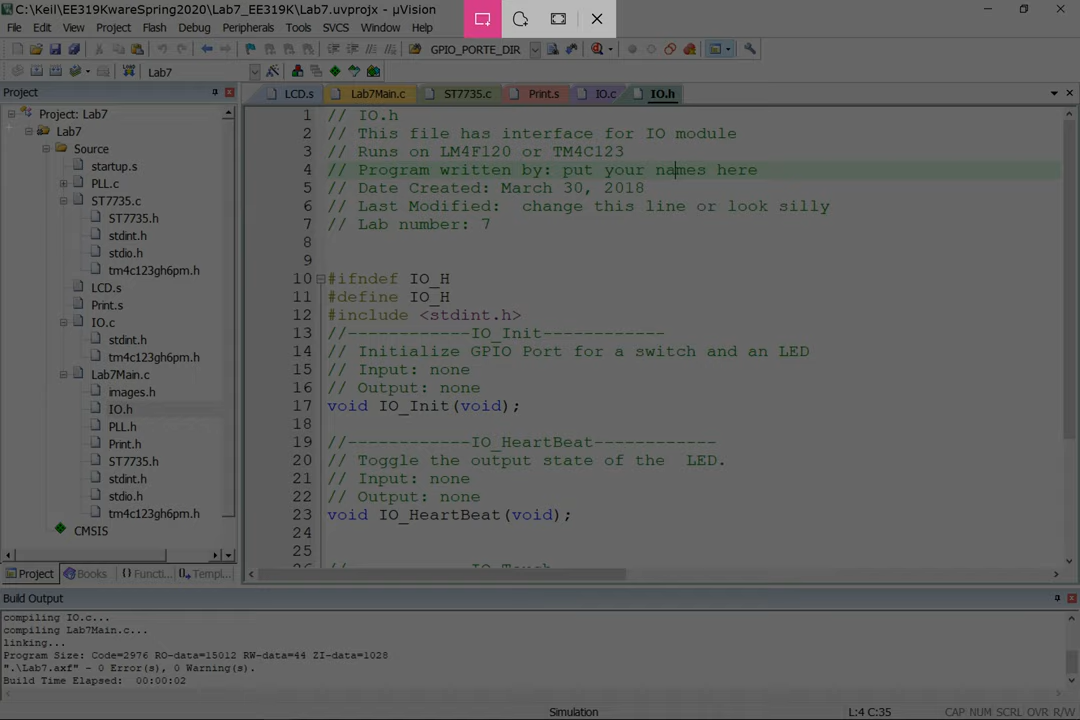 C:\Keil\EE319KwareSpring2020\Lab7_EE319K\Lab7.uvprojx - µVision
File Edit View Project Flash Debug Peripherals Tools SVCS Window Help
GPIO_PORTE_DIR
Lab7
Project
LCD.s Lab7Main.c ST7735.c Print.s IO.c IO.h
Project: Lab7
Lab7
Source
startup.s
PLL.c
ST7735.c
ST7735.h
stdint.h
stdio.h
tm4c123gh6pm.h
LCD.s
Print.s
IO.c
stdint.h
tm4c123gh6pm.h
Lab7Main.c
images.h
IO.h
PLL.h
Print.h
ST7735.h
stdint.h
stdio.h
tm4c123gh6pm.h
CMSIS
Project Books {} Functi... Templ...
1 // IO.h
2 // This file has interface for IO module
3 // Runs on LM4F120 or TM4C123
4 // Program written by: put your names here
5 // Date Created: March 30, 2018
6 // Last Modified:  change this line or look silly
7 // Lab number: 7
8
9
10 #ifndef IO_H
11 #define IO_H
12 #include <stdint.h>
13 //------------IO_Init------------
14 // Initialize GPIO Port for a switch and an LED
15 // Input: none
16 // Output: none
17 void IO_Init(void);
18
19 //------------IO_HeartBeat------------
20 // Toggle the output state of the  LED.
21 // Input: none
22 // Output: none
23 void IO_HeartBeat(void);
24
25
26 //------------IO_Touch------------
Build Output
compiling IO.c...
compiling Lab7Main.c...
linking...
Program Size: Code=2976 RO-data=15012 RW-data=44 ZI-data=1028
".\Lab7.axf" - 0 Error(s), 0 Warning(s).
Build Time Elapsed:  00:00:02
Simulation L:4 C:35 CAP NUM SCRL OVR R/W